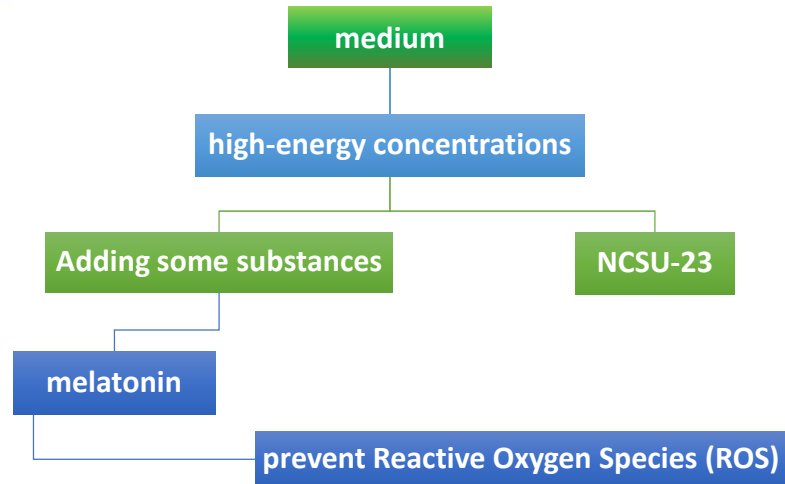 medium
high-energy concentrations
Adding some substances
NCSU-23
melatonin
prevent Reactive Oxygen Species (ROS)